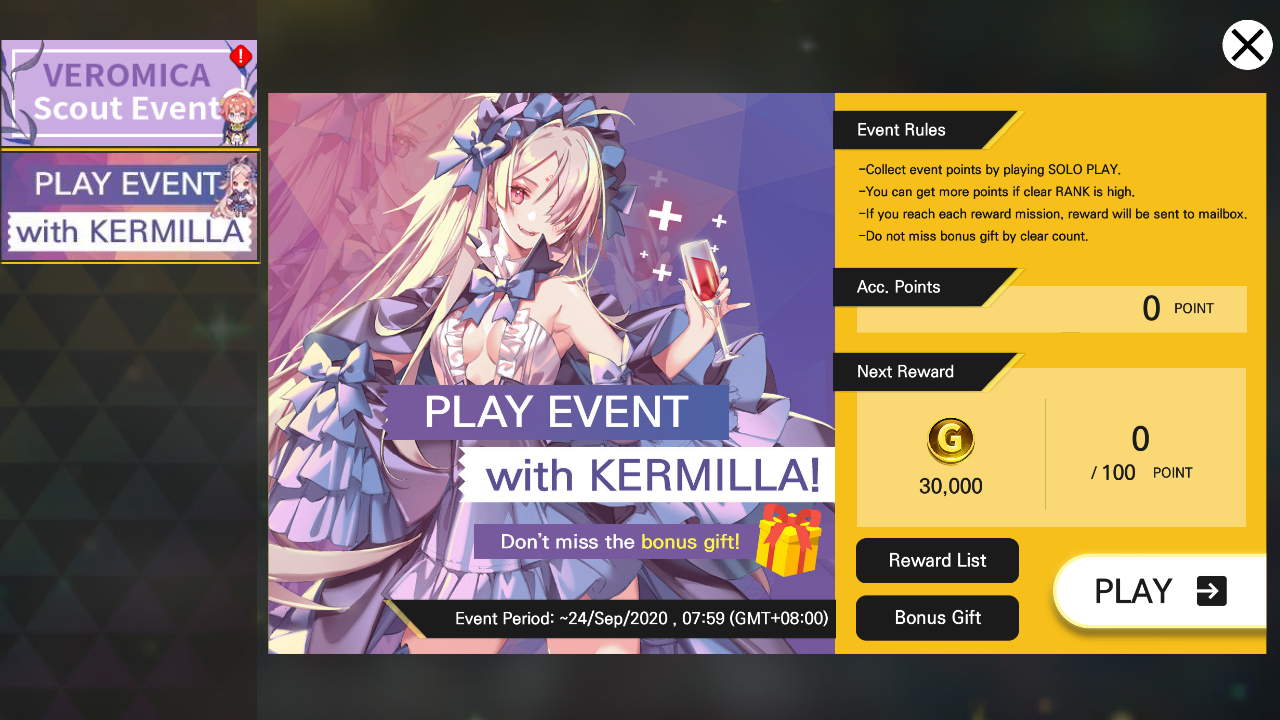 VEROMICA
Scout Event
!
PLAY EVENT
with KERMILLA
PLAY EVENT
with KERMILLA!
Don't miss the bonus gift!
Event Period: ~24/Sep/2020 , 07:59 (GMT+08:00)
Event Rules
-Collect event points by playing SOLO PLAY.
-You can get more points if clear RANK is high.
-If you reach each reward mission, reward will be sent to mailbox.
-Do not miss bonus gift by clear count.
Acc. Points
0 POINT
Next Reward
G
30,000
0
/ 100 POINT
Reward List
Bonus Gift
PLAY